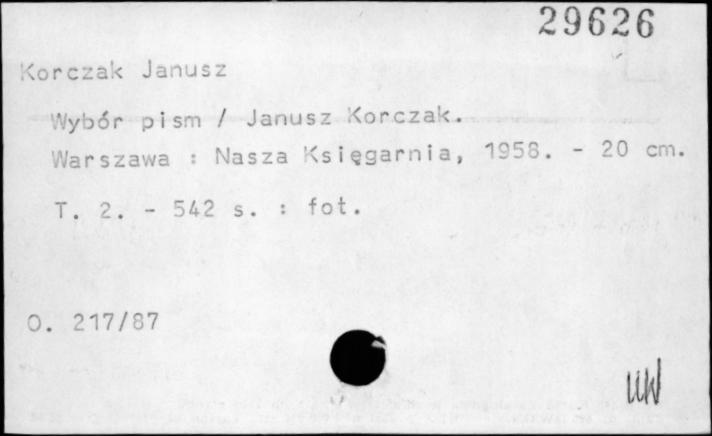 29626
Korczak Janusz
Wybór pism / Janusz Korczak.
Warszawa : Nasza Księgarnia, 1958. - 20 cm.
T. 2. - 542 s. : fot.
O. 217/87